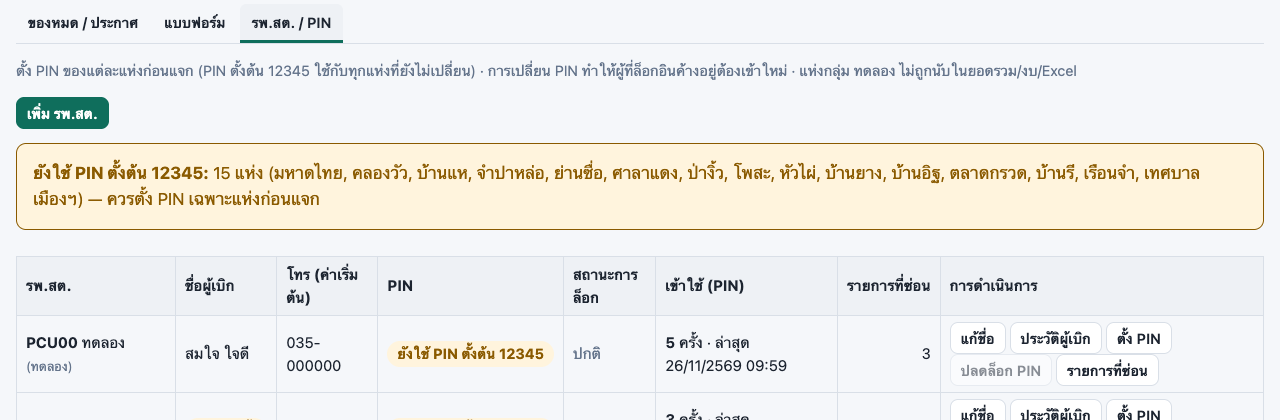 ของหมด / ประกาศ แบบฟอร์ม รพ.สต. / PIN
ตั้ง PIN ของแต่ละแห่งก่อนแจก (PIN ตั้งต้น 12345 ใช้กับทุกแห่งที่ยังไม่เปลี่ยน) · การเปลี่ยน PIN ทำให้ผู้ที่ล็อกอินค้างอยู่ต้องเข้าใหม่ · แห่งกลุ่ม ทดลอง ไม่ถูกนับในยอดรวม/งบ/Excel
เพิ่ม รพ.สต.
ยังใช้ PIN ตั้งต้น 12345: 15 แห่ง (มหาดไทย, คลองวัว, บ้านแห, จำปาหล่อ, ย่านซื่อ, ศาลาแดง, ป่างิ้ว, โพสะ, หัวไผ่, บ้านยาง, บ้านอิฐ, ตลาดกรวด, บ้านรี, เรือนจำ, เทศบาล
เมืองฯ) — ควรตั้ง PIN เฉพาะแห่งก่อนแจก
รพ.สต. ชื่อผู้เบิก โทร (ค่าเริ่ม
ต้น) PIN สถานะการ
ล็อก เข้าใช้ (PIN) รายการที่ซ่อน การดำเนินการ
PCU00 ทดลอง
(ทดลอง) สมใจ ใจดี 035-
000000 ยังใช้ PIN ตั้งต้น 12345 ปกติ 5 ครั้ง · ล่าสุด
26/11/2569 09:59 3 แก้ชื่อ ประวัติผู้เบิก ตั้ง PIN
ปลดล็อก PIN รายการที่ซ่อน
3 ครั้ง · ล่าสุด แก้ชื่อ ประวัติผู้เบิก ตั้ง PIN